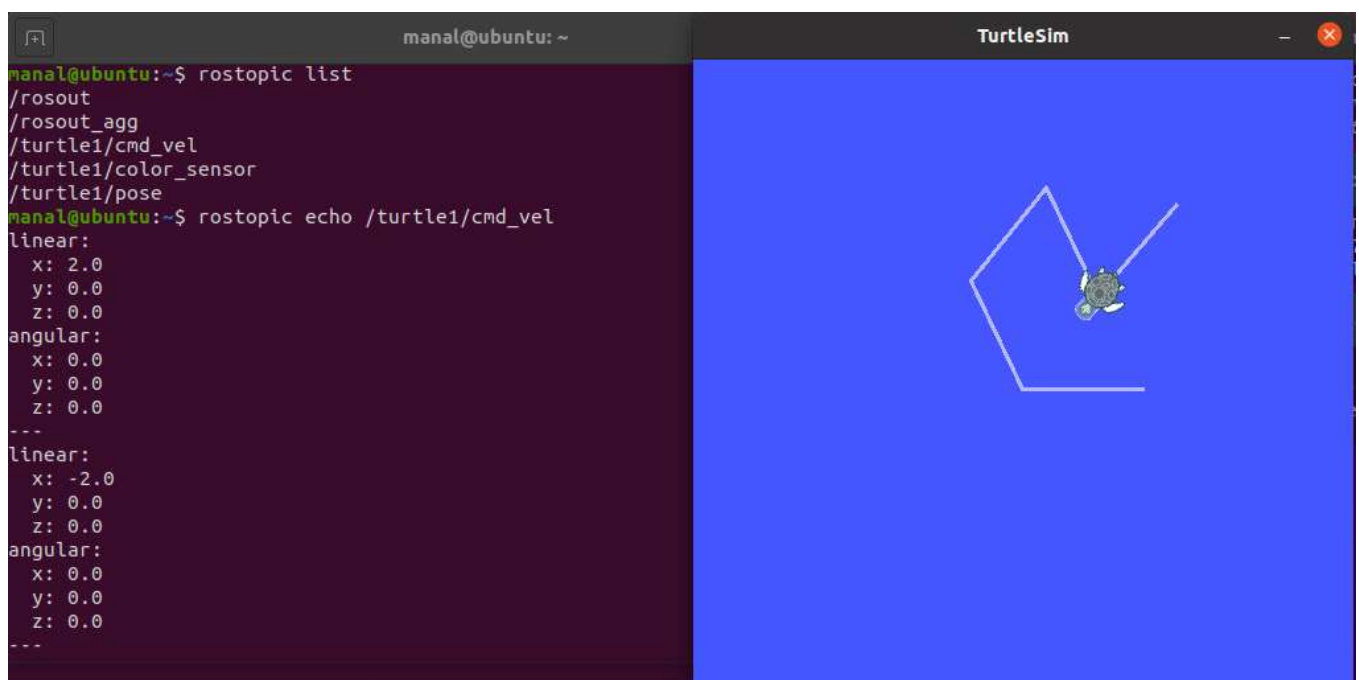 manal@ubuntu: ~
manal@ubuntu:~$ rostopic list
/rosout
/rosout_agg
/turtle1/cmd_vel
/turtle1/color_sensor
/turtle1/pose
manal@ubuntu:~$ rostopic echo /turtle1/cmd_vel
linear:
  x: 2.0
  y: 0.0
  z: 0.0
angular:
  x: 0.0
  y: 0.0
  z: 0.0
---
linear:
  x: -2.0
  y: 0.0
  z: 0.0
angular:
  x: 0.0
  y: 0.0
  z: 0.0
---
TurtleSim